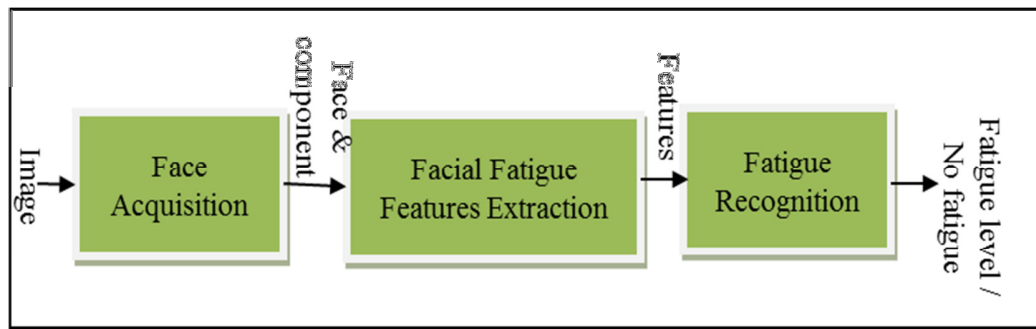 Image
Face
Acquisition
Face &
component
Facial Fatigue
Features Extraction
Features
Fatigue
Recognition
Fatigue level /
No fatigue